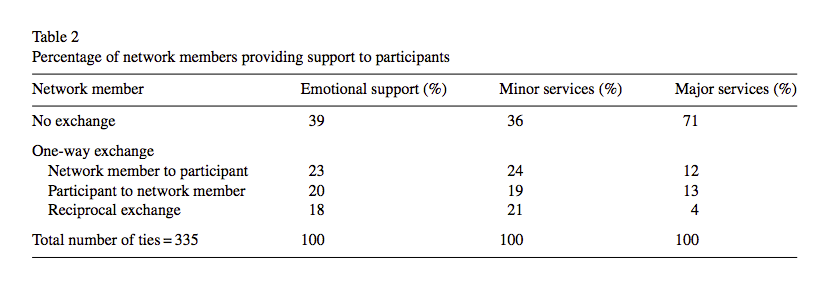 Table 2
Percentage of network members providing support to participants
Network member Emotional support (%) Minor services (%) Major services (%)
No exchange 39 36 71
One-way exchange
Network member to participant 23 24 12
Participant to network member 20 19 13
Reciprocal exchange 18 21 4
Total number of ties = 335 100 100 100